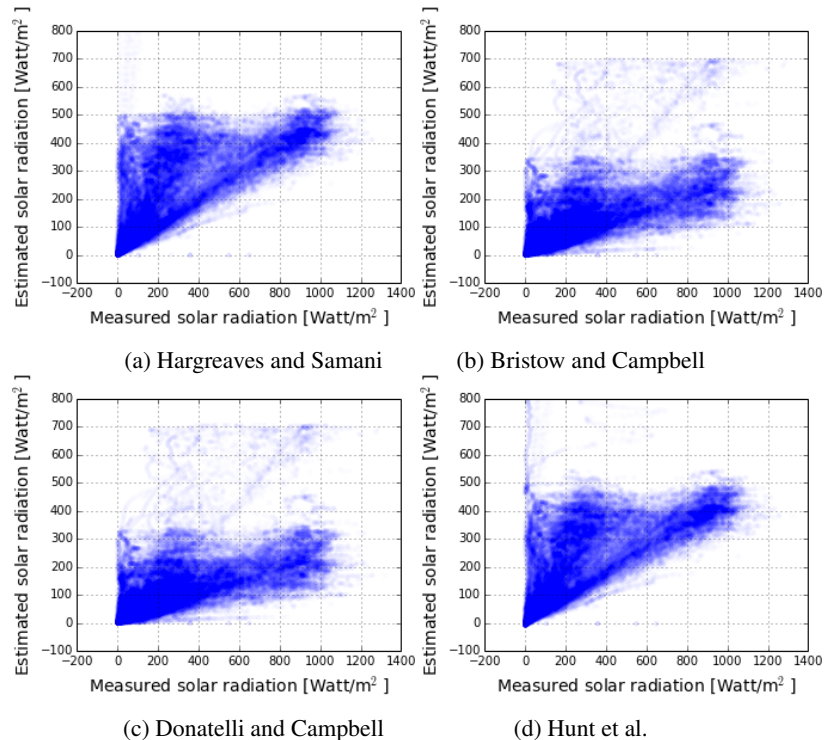 800
700
600
500
400
300
200
100
0
−100
−200 0 200 400 600 800 1000 1200 1400
Estimated solar radiation [Watt/m² ]
Measured solar radiation [Watt/m² ]
(a) Hargreaves and Samani
800
700
600
500
400
300
200
100
0
−100
−200 0 200 400 600 800 1000 1200 1400
Estimated solar radiation [Watt/m² ]
Measured solar radiation [Watt/m² ]
(b) Bristow and Campbell
800
700
600
500
400
300
200
100
0
−100
−200 0 200 400 600 800 1000 1200 1400
Estimated solar radiation [Watt/m² ]
Measured solar radiation [Watt/m² ]
(c) Donatelli and Campbell
800
700
600
500
400
300
200
100
0
−100
−200 0 200 400 600 800 1000 1200 1400
Estimated solar radiation [Watt/m² ]
Measured solar radiation [Watt/m² ]
(d) Hunt et al.